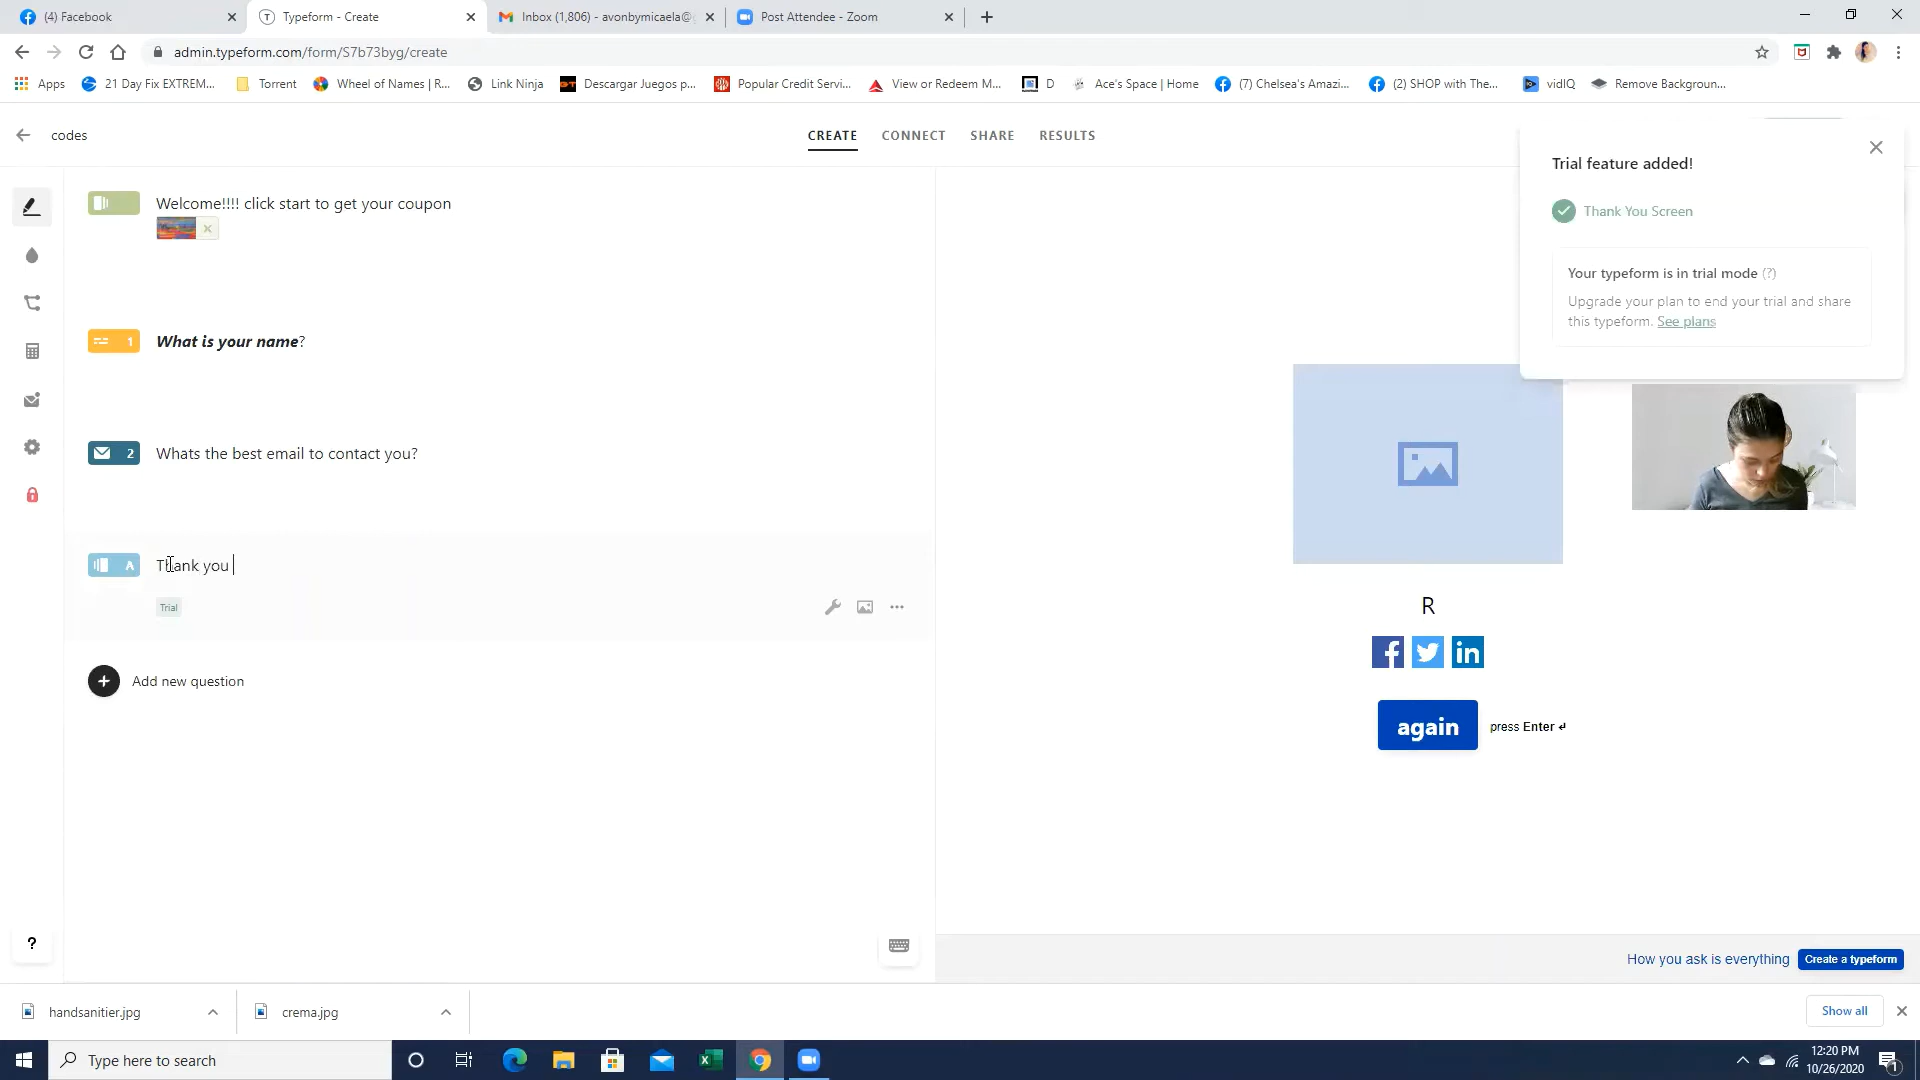 (4) Facebook
Typeform - Create
Inbox (1,806) - avonbymicaela@
Post Attendee - Zoom
admin.typeform.com/form/S7b73byg/create
Apps
21 Day Fix EXTREM...
Torrent
Wheel of Names | R...
Link Ninja
GT
Descargar Juegos p...
Popular Credit Servi...
View or Redeem M...
D
Ace's Space | Home
(7) Chelsea's Amazi...
(2) SHOP with The...
vidIQ
Remove Backgroun...
codes
CREATE
CONNECT
SHARE
RESULTS
Trial feature added!
Thank You Screen
Your typeform is in trial mode (?)
Upgrade your plan to end your trial and share
this typeform. See plans
Welcome!!!! click start to get your coupon
1
What is your name?
2
Whats the best email to contact you?
A
Thank you
Trial
Add new question
R
again
press Enter ↵
?
How you ask is everything
Create a typeform
handsanitier.jpg
crema.jpg
Show all
Type here to search
12:20 PM
10/26/2020
1